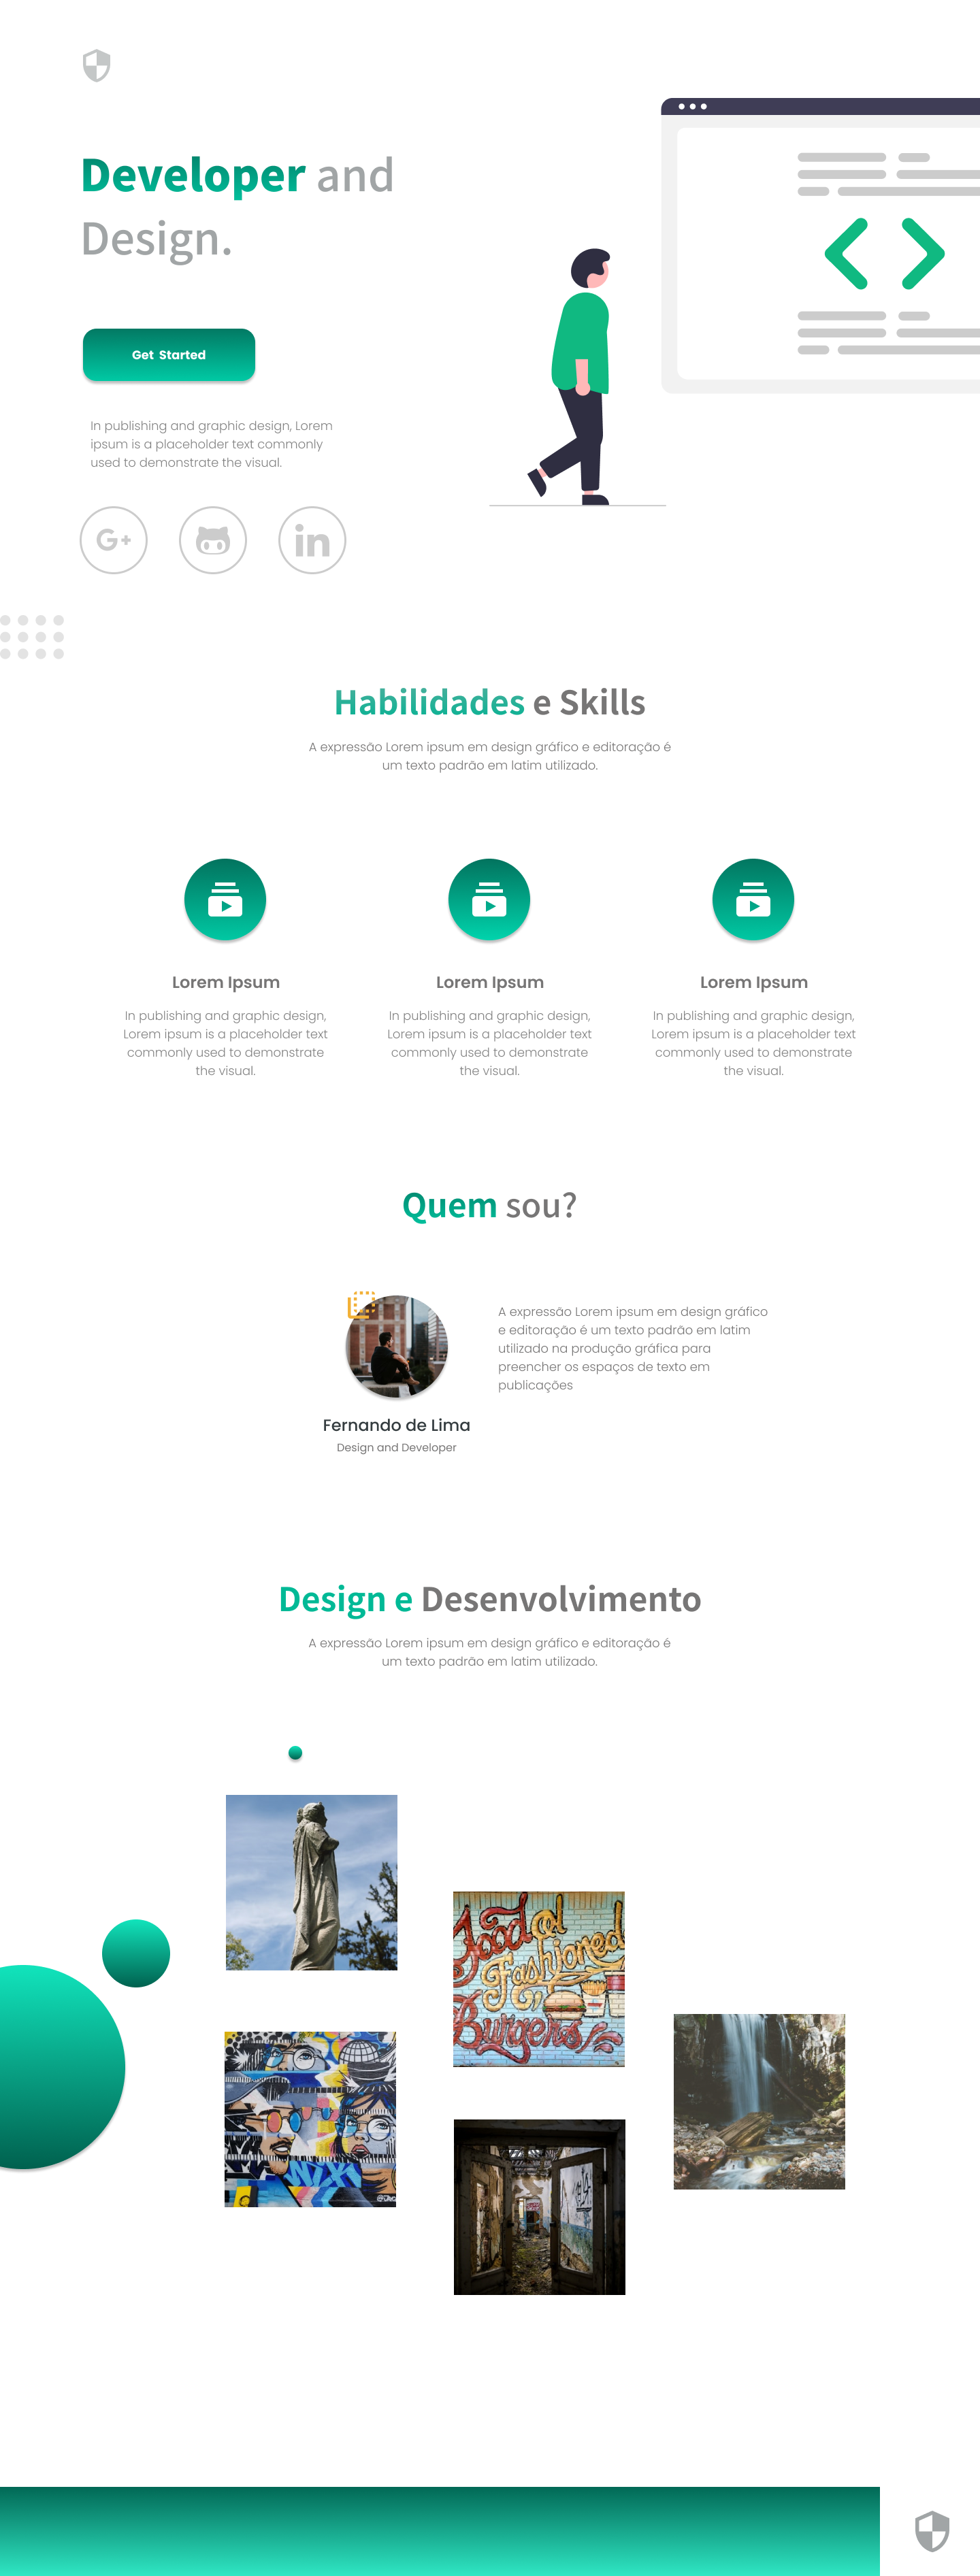 Developer and
Design.
Get Started
In publishing and graphic design, Lorem
ipsum is a placeholder text commonly
used to demonstrate the visual.
G+
in
Habilidades e Skills
A expressão Lorem ipsum em design gráfico e editoração é
um texto padrão em latim utilizado.
Lorem Ipsum
In publishing and graphic design,
Lorem ipsum is a placeholder text
commonly used to demonstrate
the visual.
Lorem Ipsum
In publishing and graphic design,
Lorem ipsum is a placeholder text
commonly used to demonstrate
the visual.
Lorem Ipsum
In publishing and graphic design,
Lorem ipsum is a placeholder text
commonly used to demonstrate
the visual.
Quem sou?
A expressão Lorem ipsum em design gráfico
e editoração é um texto padrão em latim
utilizado na produção gráfica para
preencher os espaços de texto em
publicações
Fernando de Lima
Design and Developer
Design e Desenvolvimento
A expressão Lorem ipsum em design gráfico e editoração é
um texto padrão em latim utilizado.
Good ol
Fashioned
Burgers